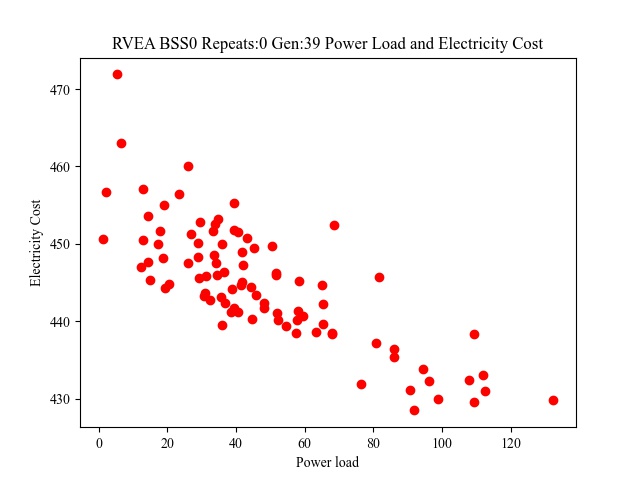 RVEA BSS0 Repeats:0 Gen:39 Power Load and Electricity Cost
470
460
450
440
430
Electricity Cost
0 20 40 60 80 100 120
Power load